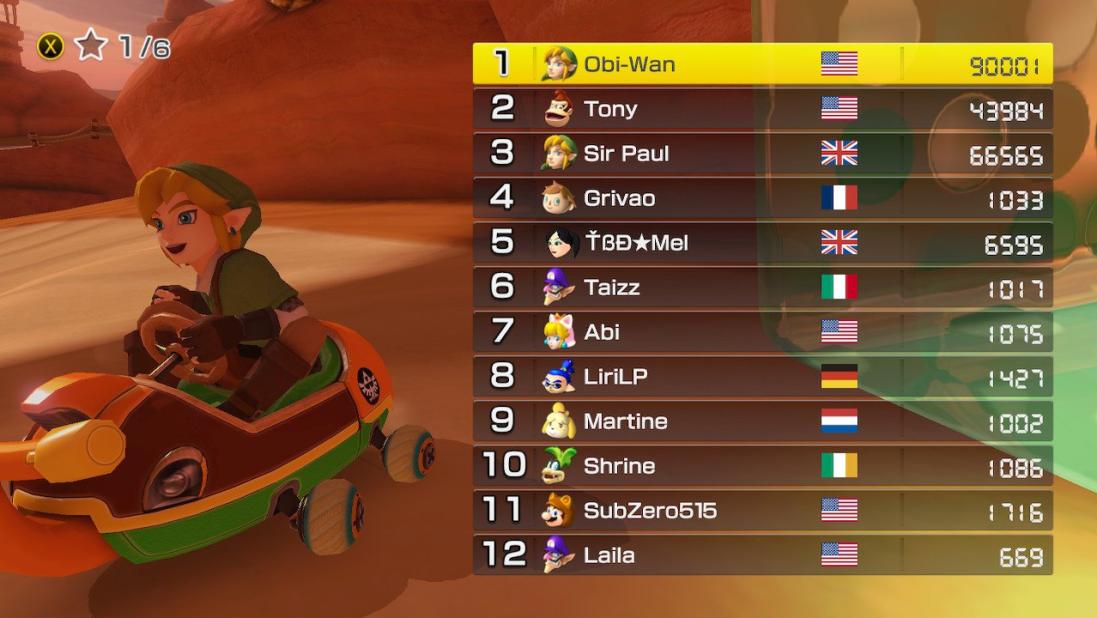 X 1/6
1 Obi-Wan 90001
2 Tony 43984
3 Sir Paul 66565
4 Grivao 1033
5 ŤßĐ★Mel 6595
6 Taizz 1017
7 Abi 1075
8 LiriLP 1427
9 Martine 1002
10 Shrine 1086
11 SubZero515 1716
12 Laila 669